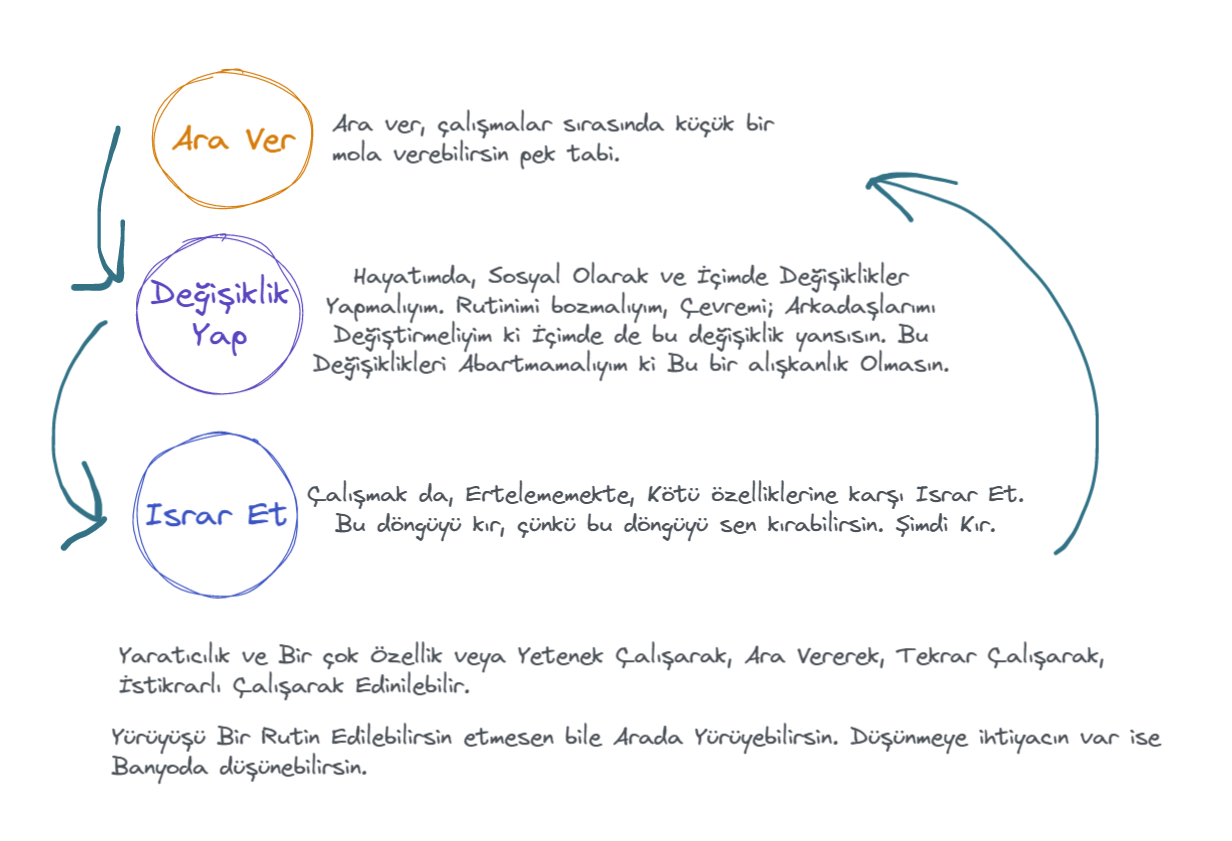 Ara Ver
Ara ver, çalışmalar sırasında küçük bir
mola verebilirsin pek tabi.
Değişiklik
Yap
Hayatımda, Sosyal Olarak ve İçimde Değişiklikler
Yapmalıyım. Rutinimi bozmalıyım, Çevremi; Arkadaşlarımı
Değiştirmeliyim ki İçimde de bu değişiklik yansısın. Bu
Değişiklikleri Abartmamalıyım ki Bu bir alışkanlık Olmasın.
Israr Et
Çalışmak da, Ertelememekte, Kötü özelliklerine karşı Israr Et.
Bu döngüyü kır, çünkü bu döngüyü sen kırabilirsin. Şimdi Kır.
Yaratıcılık ve Bir çok Özellik veya Yetenek Çalışarak, Ara Vererek, Tekrar Çalışarak,
İstikrarlı Çalışarak Edinilebilir.
Yürüyüşü Bir Rutin Edilebilirsin etmesen bile Arada Yürüyebilirsin. Düşünmeye ihtiyacın var ise
Banyoda düşünebilirsin.